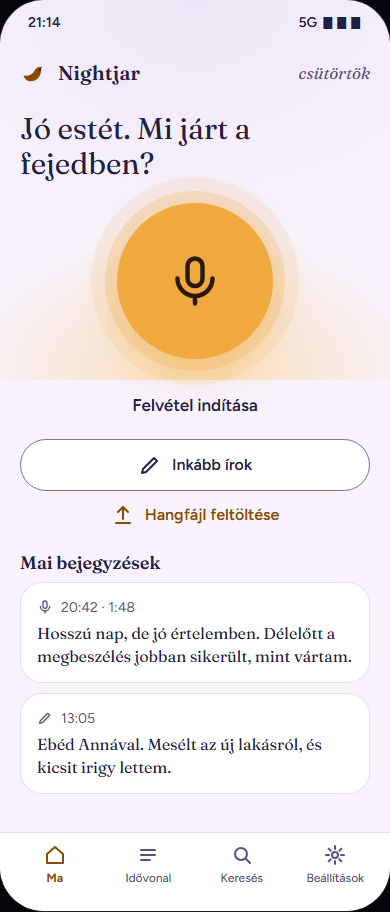 21:14
5G
Nightjar
csütörtök
Jó estét. Mi járt a
fejedben?
Felvétel indítása
Inkább írok
Hangfájl feltöltése
Mai bejegyzések
20:42 · 1:48
Hosszú nap, de jó értelemben. Délelőtt a
megbeszélés jobban sikerült, mint vártam.
13:05
Ebéd Annával. Mesélt az új lakásról, és
kicsit irigy lettem.
Ma
Idővonal
Keresés
Beállítások